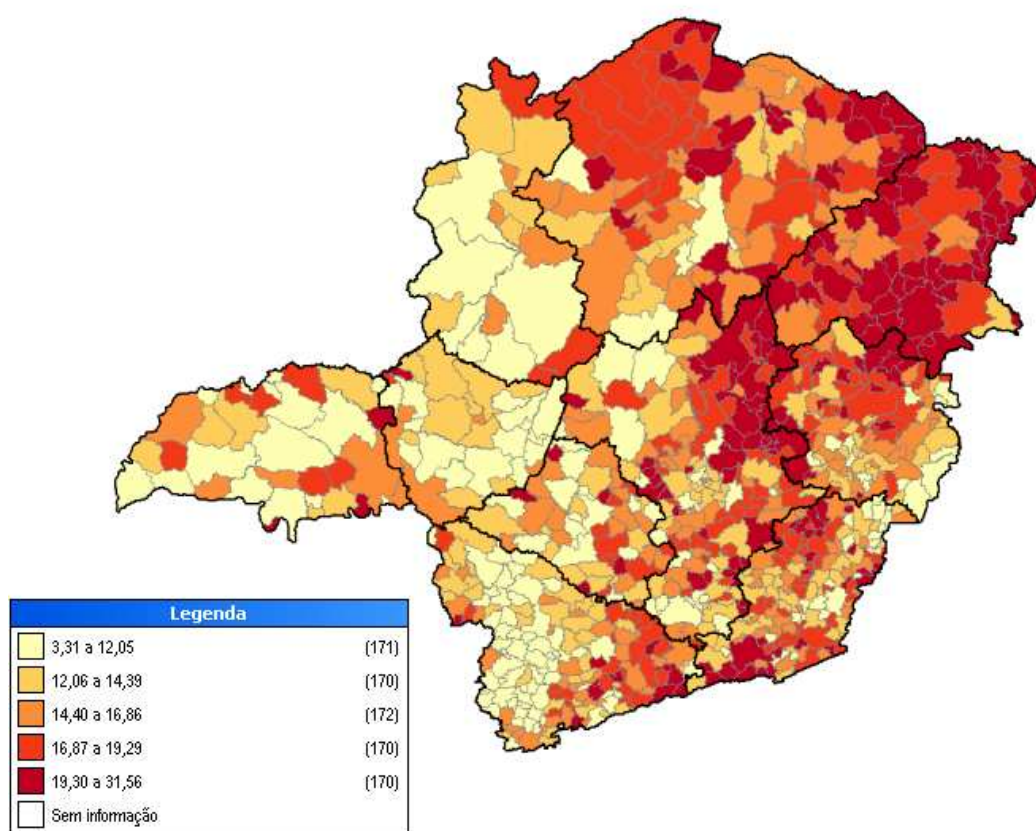 Legenda
3,31 a 12,05 (171)
12,06 a 14,39 (170)
14,40 a 16,86 (172)
16,87 a 19,29 (170)
19,30 a 31,56 (170)
Sem informação